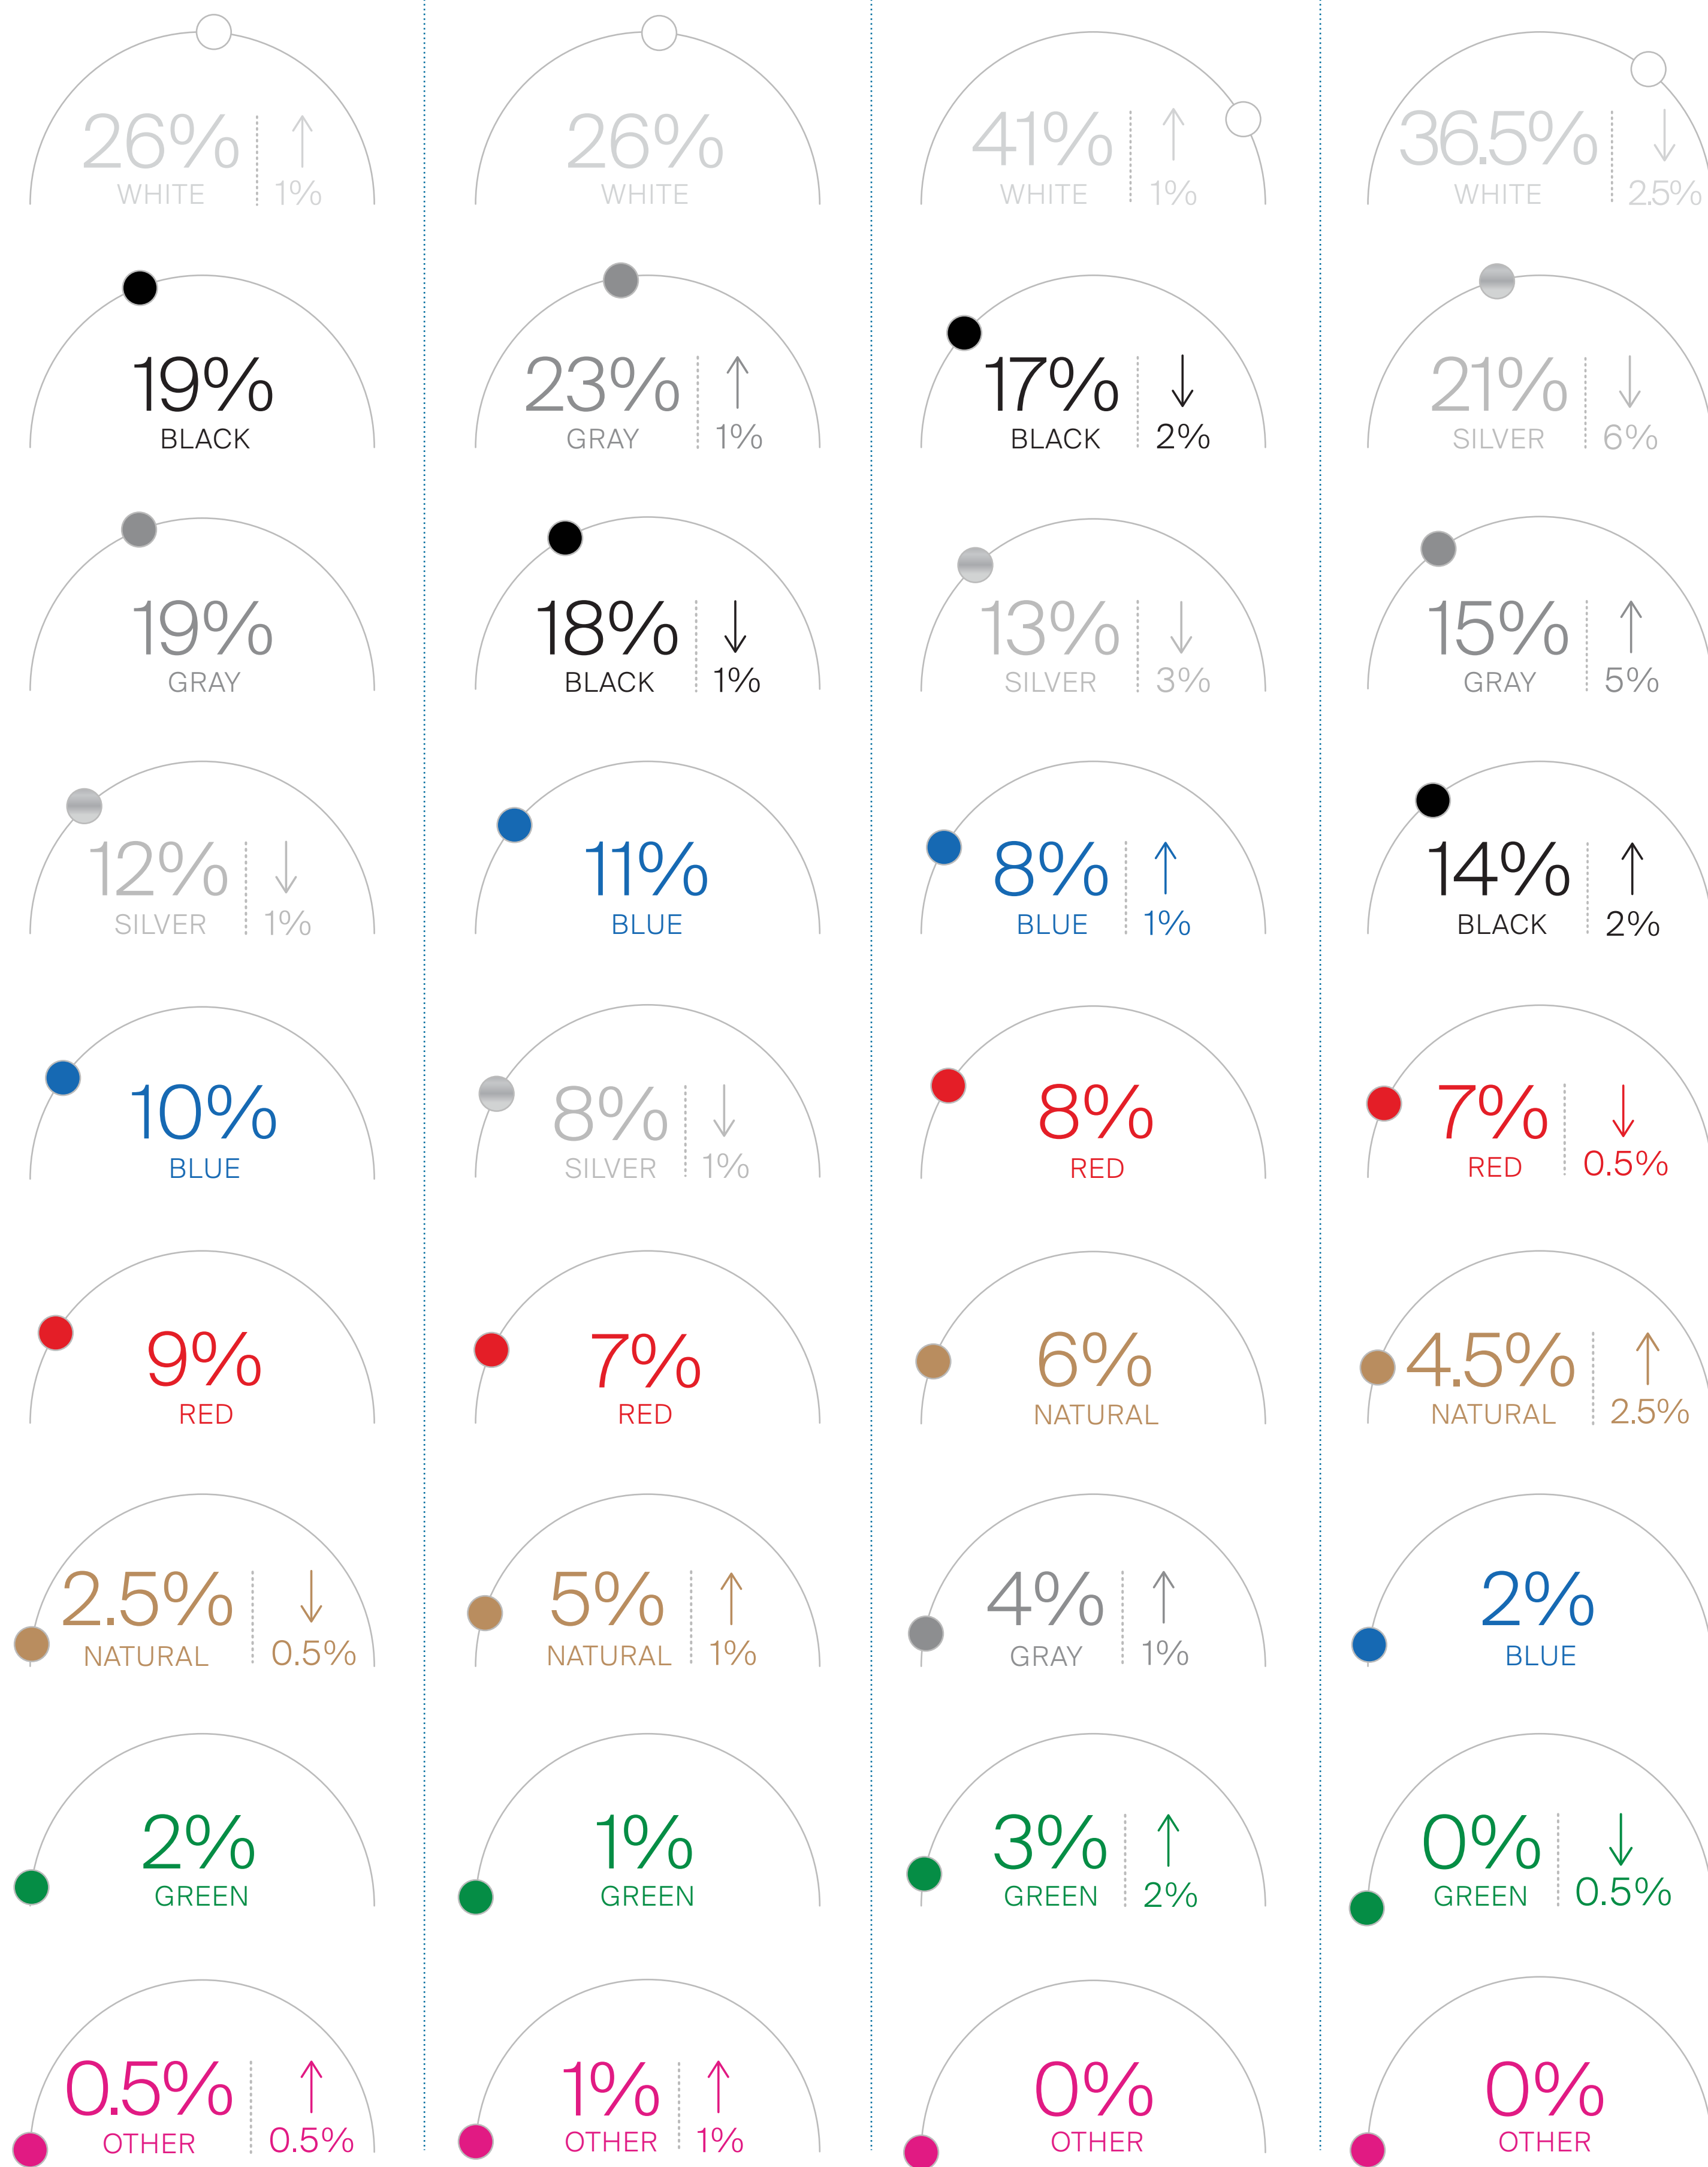 26% 1%
WHITE
26%
WHITE
41% 1%
WHITE
36.5% 2.5%
WHITE
19%
BLACK
23% 1%
GRAY
17% 2%
BLACK
21% 6%
SILVER
19%
GRAY
18% 1%
BLACK
13% 3%
SILVER
15% 5%
GRAY
12% 1%
SILVER
11%
BLUE
8% 1%
BLUE
14% 2%
BLACK
10%
BLUE
8% 1%
SILVER
8%
RED
7% 0.5%
RED
9%
RED
7%
RED
6%
NATURAL
4.5% 2.5%
NATURAL
2.5% 0.5%
NATURAL
5% 1%
NATURAL
4% 1%
GRAY
2%
BLUE
2%
GREEN
1%
GREEN
3% 2%
GREEN
0% 0.5%
GREEN
0.5% 0.5%
OTHER
1% 1%
OTHER
0%
OTHER
0%
OTHER